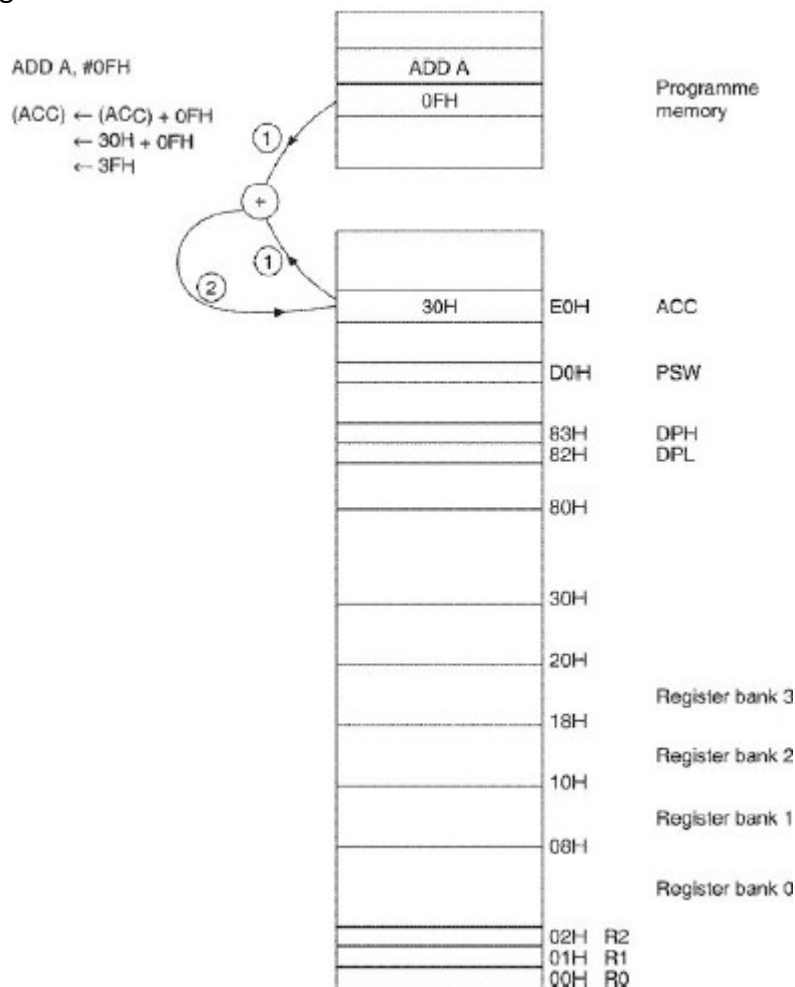 g
ADD A, #0FH
(ACC) ← (ACC) + 0FH
← 30H + 0FH
← 3FH
ADD A
0FH
Programme
memory
1
+
1
2
30H E0H ACC
D0H PSW
83H DPH
82H DPL
80H
30H
20H
Register bank 3
18H
Register bank 2
10H
Register bank 1
08H
Register bank 0
02H R2
01H R1
00H R0